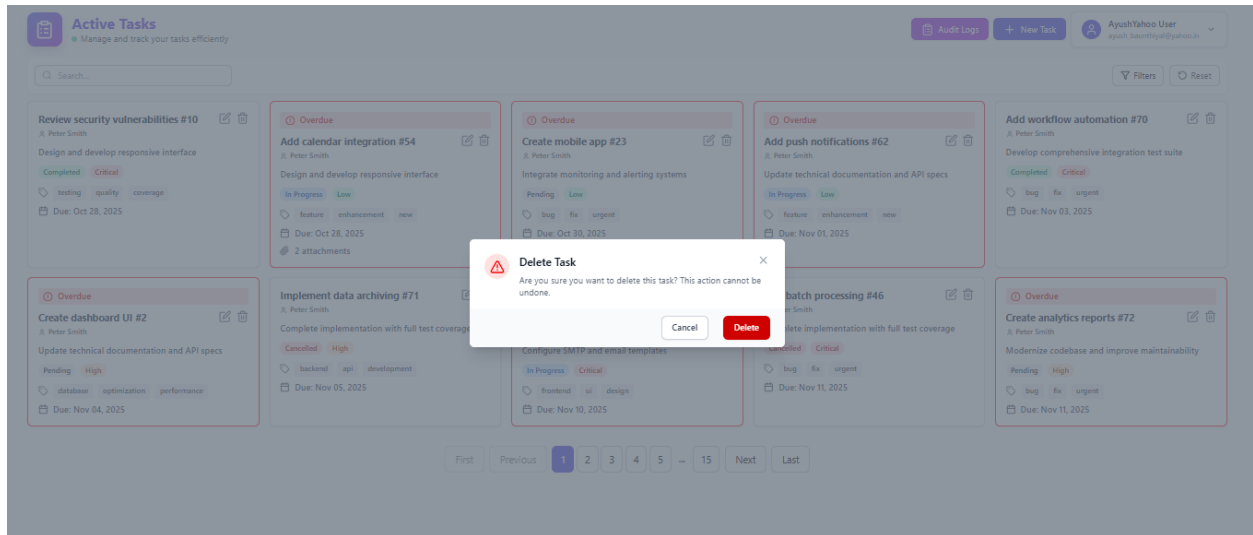 Active Tasks
Manage and track your tasks efficiently
Audit Logs
+ New Task
AyushYahoo User
Search..
Filters
Reset
Review security vulnerabilities #10
Peter Smith
Design and develop responsive interface
Completed Critical
testing quality coverage
Due: Oct 28, 2025
Overdue
Add calendar integration #54
Peter Smith
Design and develop responsive interface
In Progress Low
feature enhancement new
Due: Oct 28, 2025
2 attachments
Overdue
Create mobile app #23
Peter Smith
Integrate monitoring and alerting systems
Pending Low
bug fix urgent
Due: Oct 30, 2025
Overdue
Add push notifications #62
Peter Smith
Update technical documentation and API specs
In Progress Low
feature enhancement new
Due: Nov 01, 2025
Add workflow automation #70
Peter Smith
Develop comprehensive integration test suite
Completed Critical
bug fix urgent
Due: Nov 03, 2025
Delete Task
Are you sure you want to delete this task? This action cannot be
undone.
Cancel
Delete
Overdue
Create dashboard UI #2
Peter Smith
Update technical documentation and API specs
Pending High
database optimization performance
Due: Nov 04, 2025
Implement data archiving #71
Peter Smith
Complete implementation with full test coverage
Cancelled High
backend api development
Due: Nov 05, 2025
Configure SMTP and email templates
In Progress Critical
frontend ui design
Due: Nov 10, 2025
batch processing #46
Smith
implementation with full test coverage
Cancelled Critical
bug fix urgent
Due: Nov 11, 2025
Overdue
Create analytics reports #72
Peter Smith
Modernize codebase and improve maintainability
Pending High
bug fix urgent
Due: Nov 11, 2025
First Previous 1 2 3 4 5 ... 15 Next Last